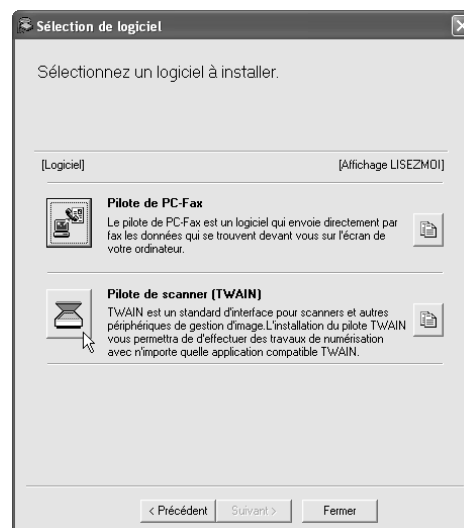 Sélection de logiciel
Sélectionnez un logiciel à installer.
[Logiciel] [Affichage LISEZMOI]
Pilote de PC-Fax
Le pilote de PC-Fax est un logiciel qui envoie directement par
fax les données qui se trouvent devant vous sur l'écran de
votre ordinateur.
Pilote de scanner (TWAIN)
TWAIN est un standard d'interface pour scanners et autres
périphériques de gestion d'image.L'installation du pilote TWAIN
vous permettra de d'effectuer des travaux de numérisation
avec n'importe quelle application compatible TWAIN.
< Précédent Suivant > Fermer